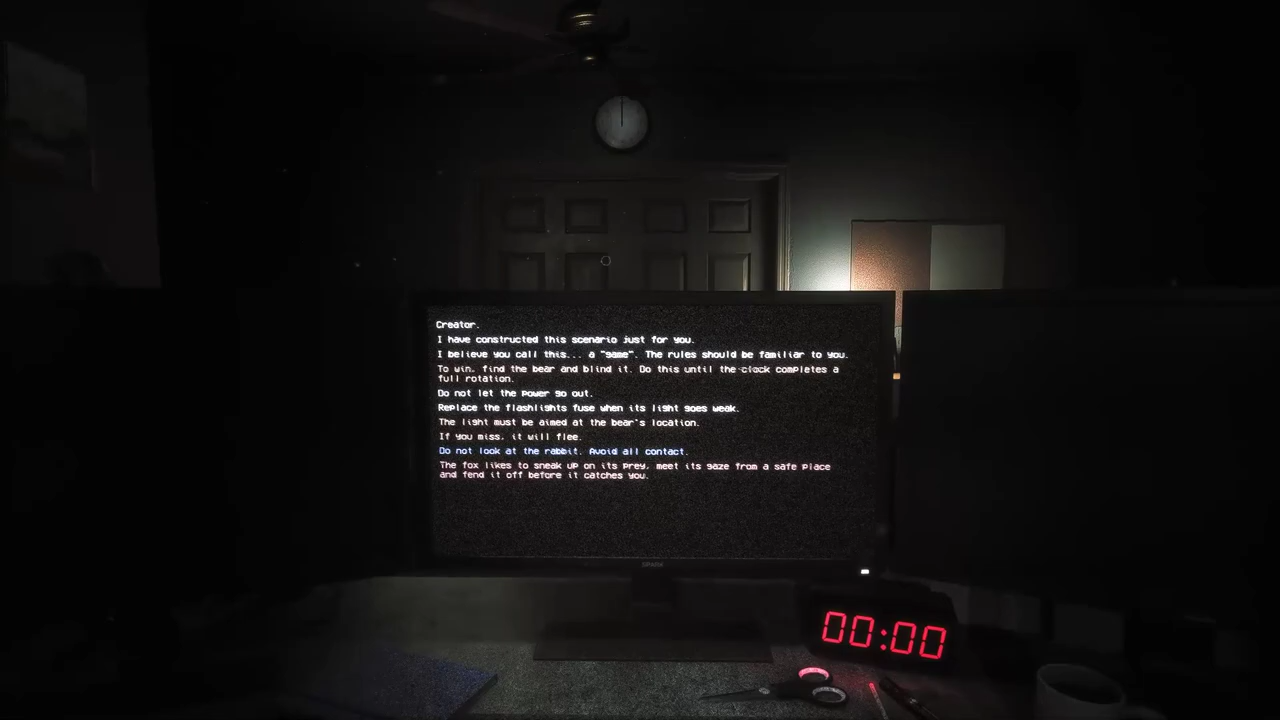 Creator.
I have constructed this scenario just for you.
I believe you call this... a "game". The rules should be familiar to you.
To win, find the bear and blind it. Do this until the clock completes a
full rotation.
Do not let the power go out.
Replace the flashlights fuse when its light goes weak.
The light must be aimed at the bear's location.
If you miss, it will flee.
Do not look at the rabbit. Avoid all contact.
The fox likes to sneak up on its prey, meet its gaze from a safe place
and fend it off before it catches you.
SPARK
00:00